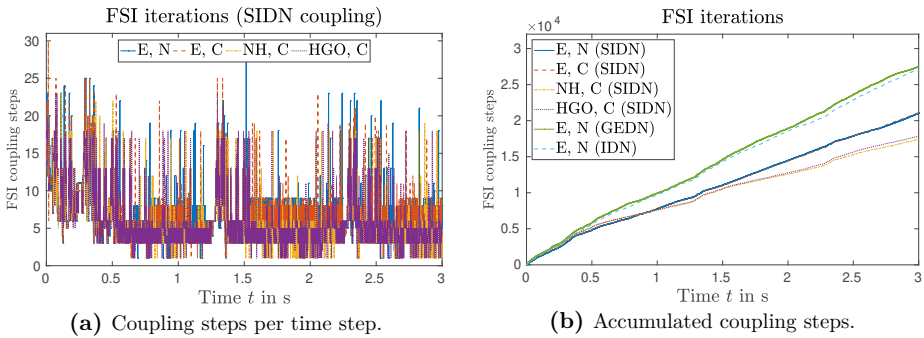 FSI iterations (SIDN coupling)
E, N E, C NH, C HGO, C
FSI coupling steps
30
25
20
15
10
5
0
0 0.5 1 1.5 2 2.5 3
Time t in s
(a) Coupling steps per time step.
FSI iterations
×10⁴
E, N (SIDN)
E, C (SIDN)
NH, C (SIDN)
HGO, C (SIDN)
E, N (GEDN)
E, N (IDN)
FSI coupling steps
3
2.5
2
1.5
1
0.5
0
0 0.5 1 1.5 2 2.5 3
Time t in s
(b) Accumulated coupling steps.